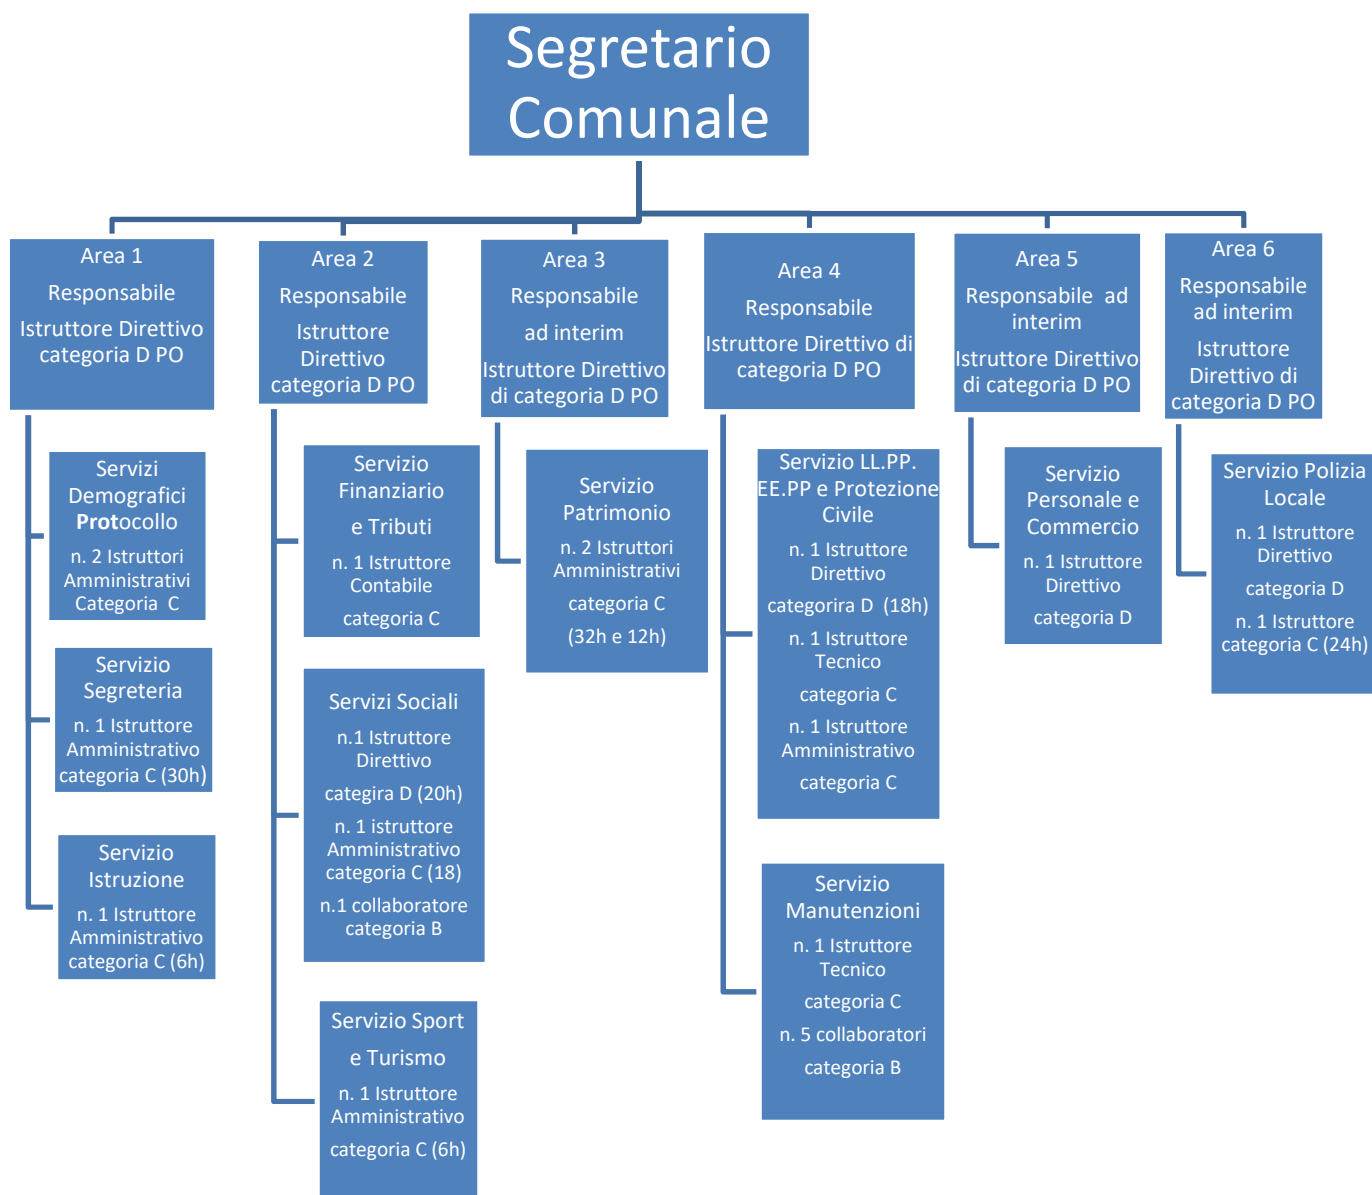 Segretario
Comunale
Area 1
Responsabile
Istruttore Direttivo
categoria D PO
Area 2
Responsabile
Istruttore
Direttivo
categoria D PO
Area 3
Responsabile
ad interim
Istruttore Direttivo
di categoria D PO
Area 4
Responsabile
Istruttore Direttivo di
categoria D PO
Area 5
Responsabile ad
interim
Istruttore Direttivo
di categoria D PO
Area 6
Responsabile
ad interim
Istruttore
Direttivo di
categoria D PO
Servizi
Demografici
Protocollo
n. 2 Istruttori
Amministrativi
Categoria C
Servizio
Segreteria
n. 1 Istruttore
Amministrativo
categoria C (30h)
Servizio
Istruzione
n. 1 Istruttore
Amministrativo
categoria C (6h)
Servizio
Finanziario
e Tributi
n. 1 Istruttore
Contabile
categoria C
Servizi Sociali
n.1 Istruttore
Direttivo
categira D (20h)
n. 1 istruttore
Amministrativo
categoria C (18)
n.1 collaboratore
categoria B
Servizio Sport
e Turismo
n. 1 Istruttore
Amministrativo
categoria C (6h)
Servizio
Patrimonio
n. 2 Istruttori
Amministrativi
categoria C
(32h e 12h)
Servizio LL.PP.
EE.PP e Protezione
Civile
n. 1 Istruttore
Direttivo
categorira D (18h)
n. 1 Istruttore
Tecnico
categoria C
n. 1 Istruttore
Amministrativo
categoria C
Servizio
Manutenzioni
n. 1 Istruttore
Tecnico
categoria C
n. 5 collaboratori
categoria B
Servizio
Personale e
Commercio
n. 1 Istruttore
Direttivo
categoria D
Servizio Polizia
Locale
n. 1 Istruttore
Direttivo
categoria D
n. 1 Istruttore
categoria C (24h)